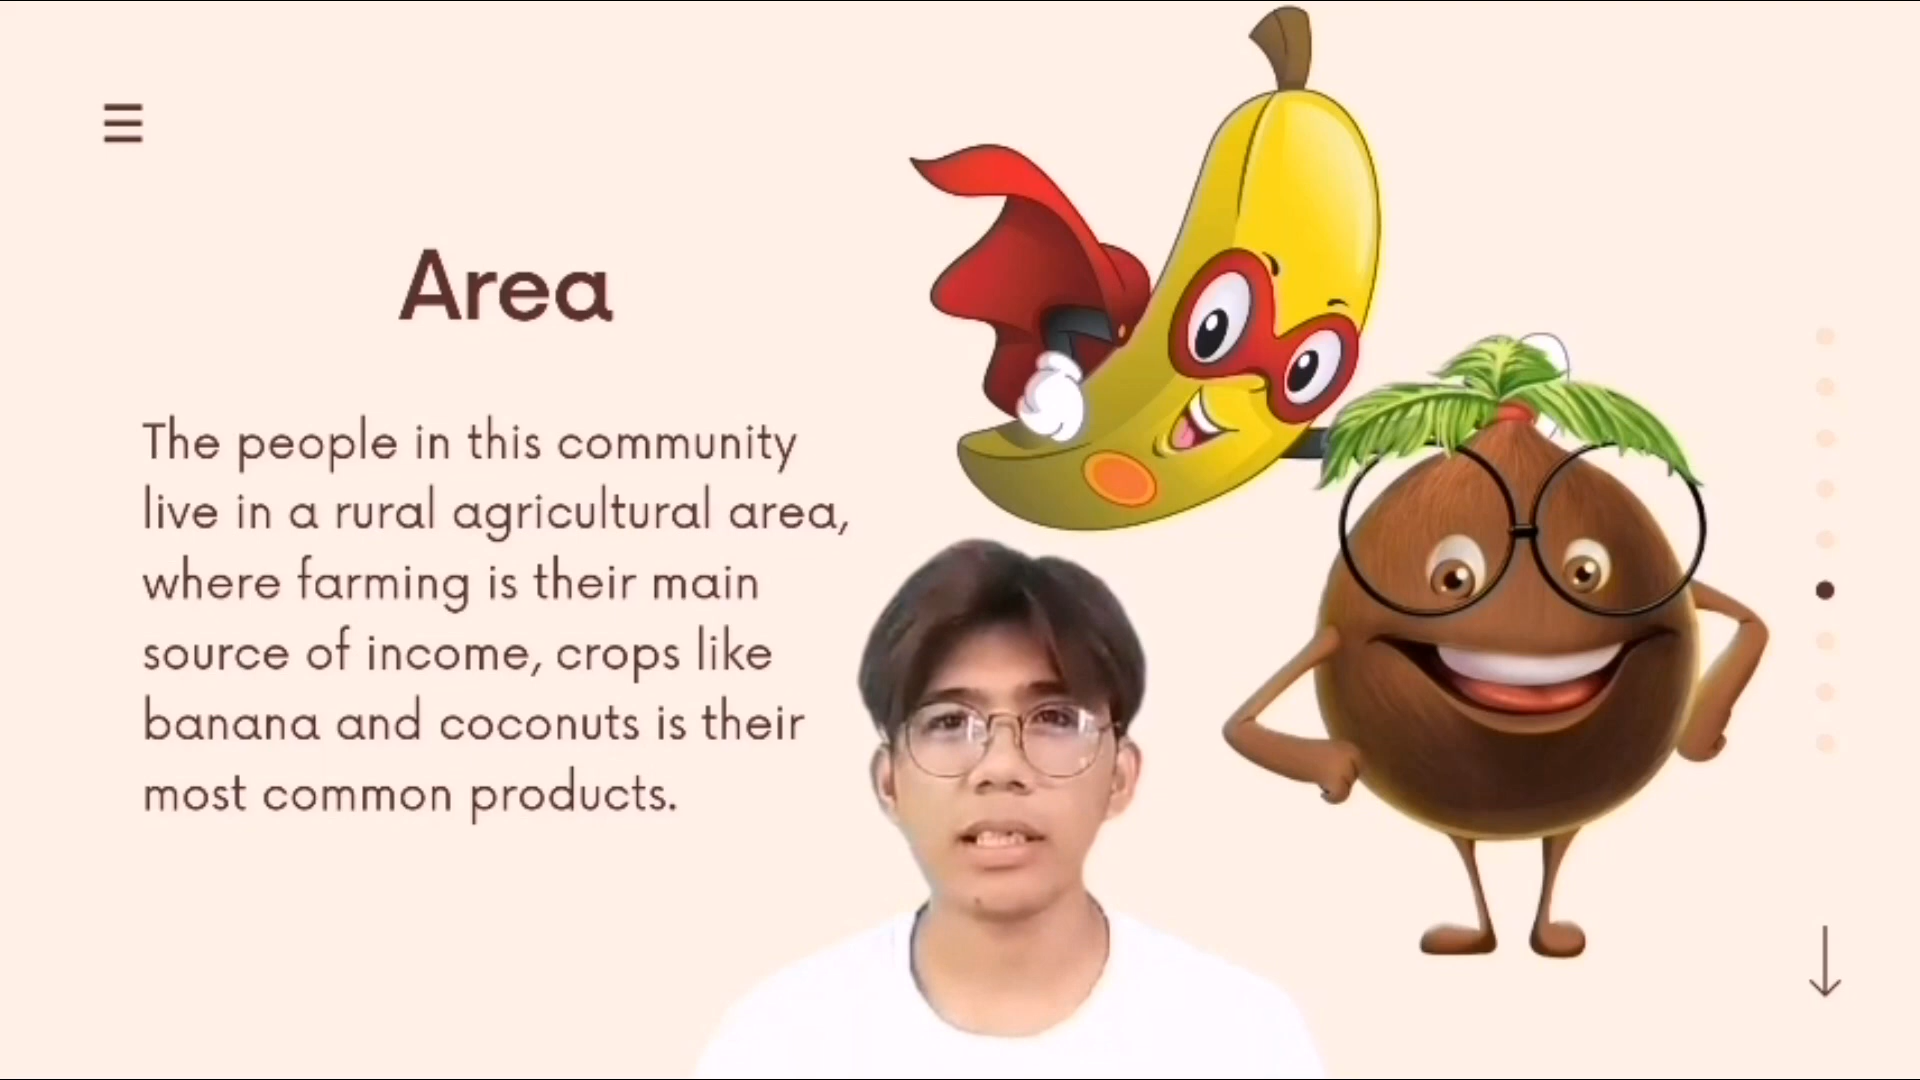 Area
The people in this community
live in a rural agricultural area,
where farming is their main
source of income, crops like
banana and coconuts is their
most common products.